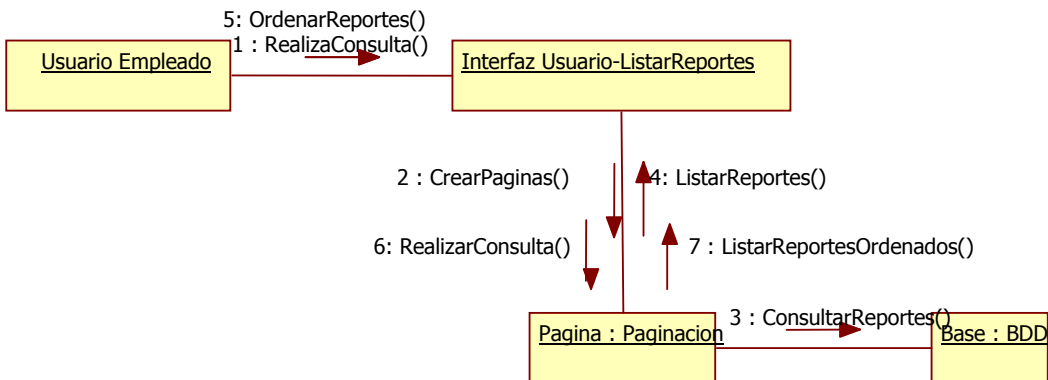 5: OrdenarReportes()
1 : RealizaConsulta()
Usuario Empleado
Interfaz Usuario-ListarReportes
2 : CrearPaginas()
4: ListarReportes()
6: RealizarConsulta()
7 : ListarReportesOrdenados()
3 : ConsultarReportes()
Pagina : Paginacion
Base : BDD